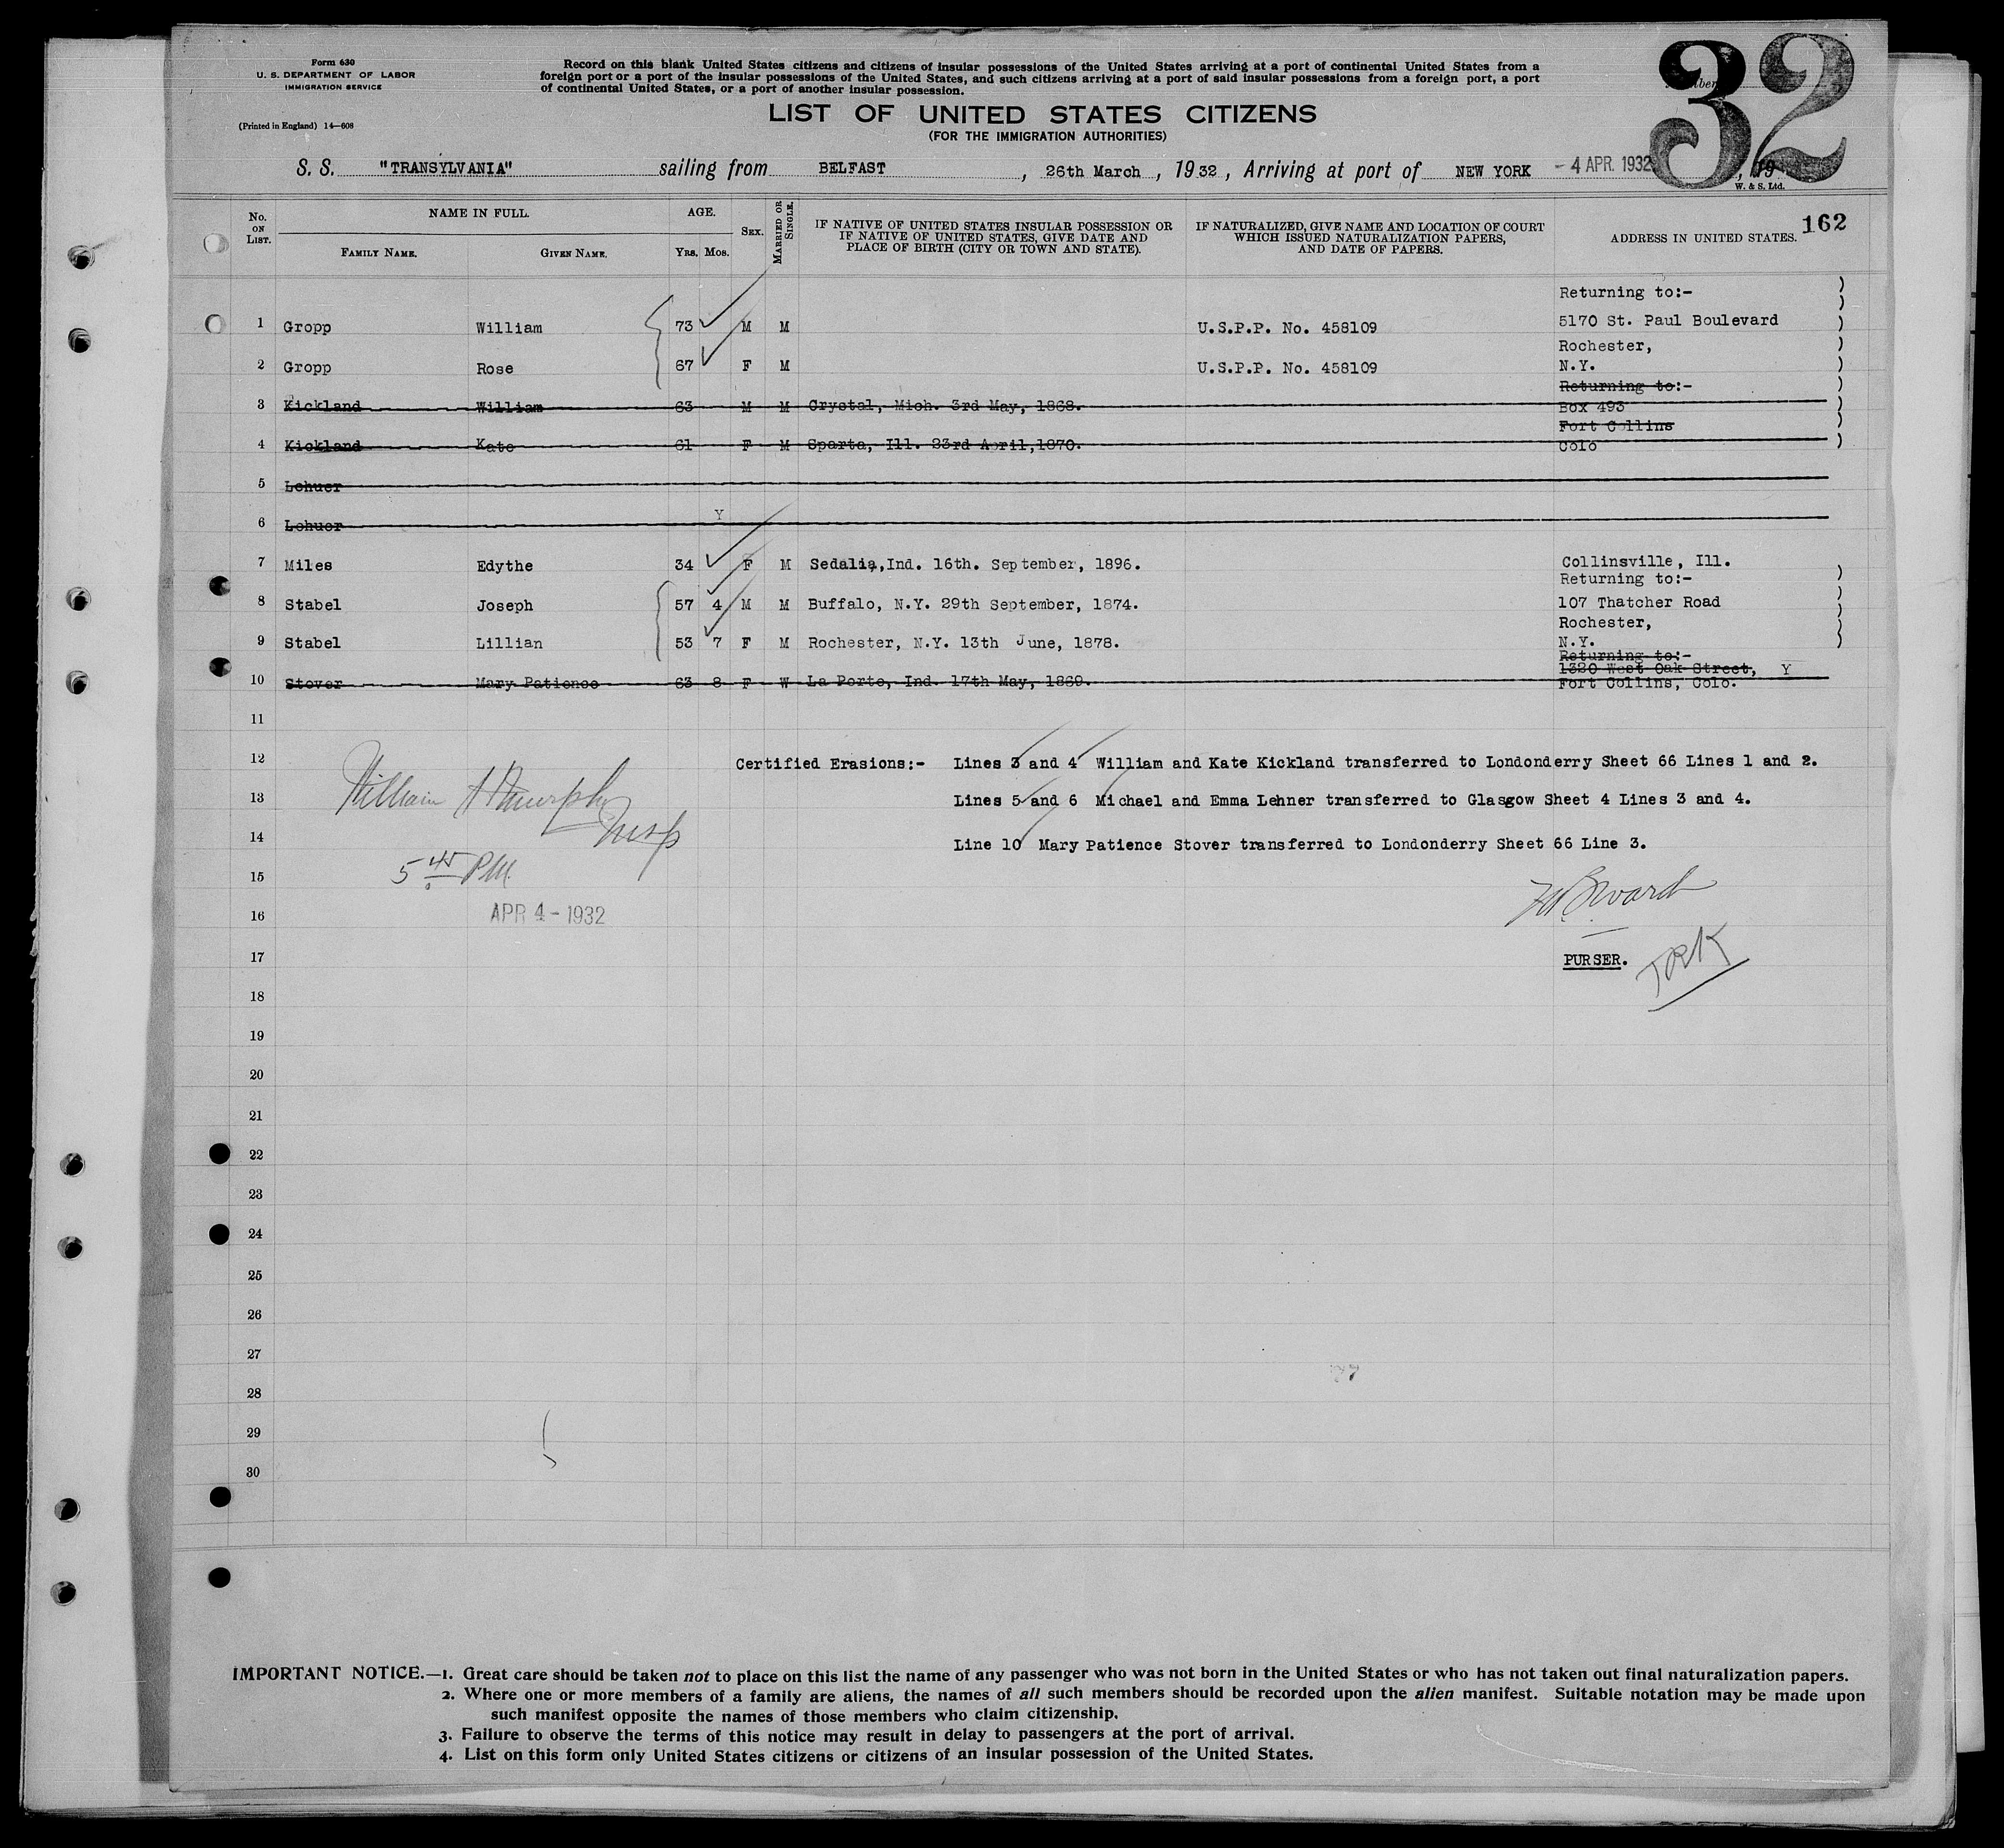 Form 630
U. S. DEPARTMENT OF LABOR
IMMIGRATION SERVICE
(Printed in England) 14—608
Record on this blank United States citizens and citizens of insular possessions of the United States arriving at a port of continental United States from a
foreign port or a port of the insular possessions of the United States, and such citizens arriving at a port of said insular possessions from a foreign port, a port
of continental United States, or a port of another insular possession.
32
LIST OF UNITED STATES CITIZENS
(FOR THE IMMIGRATION AUTHORITIES)
S. S. "TRANSYLVANIA" sailing from BELFAST, 26th March, 1932, Arriving at port of NEW YORK - 4 APR. 1932, 19
W. & S. Ltd.
162
No. ON LIST. NAME IN FULL. FAMILY NAME. GIVEN NAME. AGE. YRS. MOS. SEX. MARRIED OR SINGLE. IF NATIVE OF UNITED STATES INSULAR POSSESSION OR IF NATIVE OF UNITED STATES, GIVE DATE AND PLACE OF BIRTH (CITY OR TOWN AND STATE). IF NATURALIZED, GIVE NAME AND LOCATION OF COURT WHICH ISSUED NATURALIZATION PAPERS, AND DATE OF PAPERS. ADDRESS IN UNITED STATES.
Returning to:-
1 Gropp William 73 M M U.S.P.P. No. 458109 5170 St. Paul Boulevard
Rochester,
2 Gropp Rose 67 F M U.S.P.P. No. 458109 N.Y.
Returning to:-
3 Kickland William 63 M M Crystal, Mich. 3rd May, 1868. Box 493
Fort Collins
4 Kickland Kate 61 F M Sparta, Ill. 23rd April,1870. Colo
5 Lehner
6 Lehner Y
7 Miles Edythe 34 F M Sedalia,Ind. 16th. September, 1896. Collinsville, Ill.
Returning to:-
8 Stabel Joseph 57 4 M M Buffalo, N.Y. 29th September, 1874. 107 Thatcher Road
Rochester,
9 Stabel Lillian 53 7 F M Rochester, N.Y. 13th June, 1878. N.Y.
Returning to:-
1320 West Oak Street, Y
10 Stover Mary Patience 63 8 F W La Porte, Ind. 17th May, 1869. Fort Collins, Colo.
11
12 Certified Erasions:- Lines 3 and 4 William and Kate Kickland transferred to Londonderry Sheet 66 Lines 1 and 2.
13 William A Murphy Insp Lines 5 and 6 Michael and Emma Lehner transferred to Glasgow Sheet 4 Lines 3 and 4.
14 Line 10 Mary Patience Stover transferred to Londonderry Sheet 66 Line 3.
15 5 45 P.M.
16 APR 4 - 1932
17 PURSER. JRK
18
19
20
21
22
23
24
25
26
27
28
29
30
IMPORTANT NOTICE.—1. Great care should be taken not to place on this list the name of any passenger who was not born in the United States or who has not taken out final naturalization papers.
2. Where one or more members of a family are aliens, the names of all such members should be recorded upon the alien manifest. Suitable notation may be made upon
such manifest opposite the names of those members who claim citizenship.
3. Failure to observe the terms of this notice may result in delay to passengers at the port of arrival.
4. List on this form only United States citizens or citizens of an insular possession of the United States.